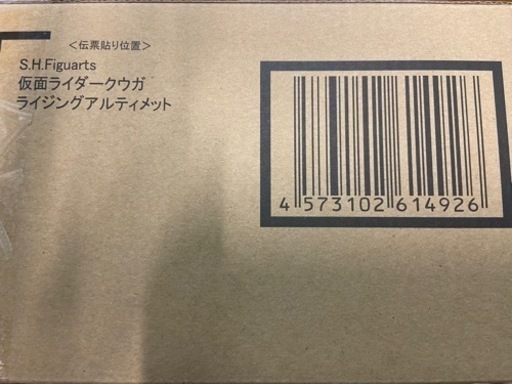 ＜伝票貼り位置＞
S.H.Figuarts
仮面ライダークウガ
ライジングアルティメット
4 573102 614926